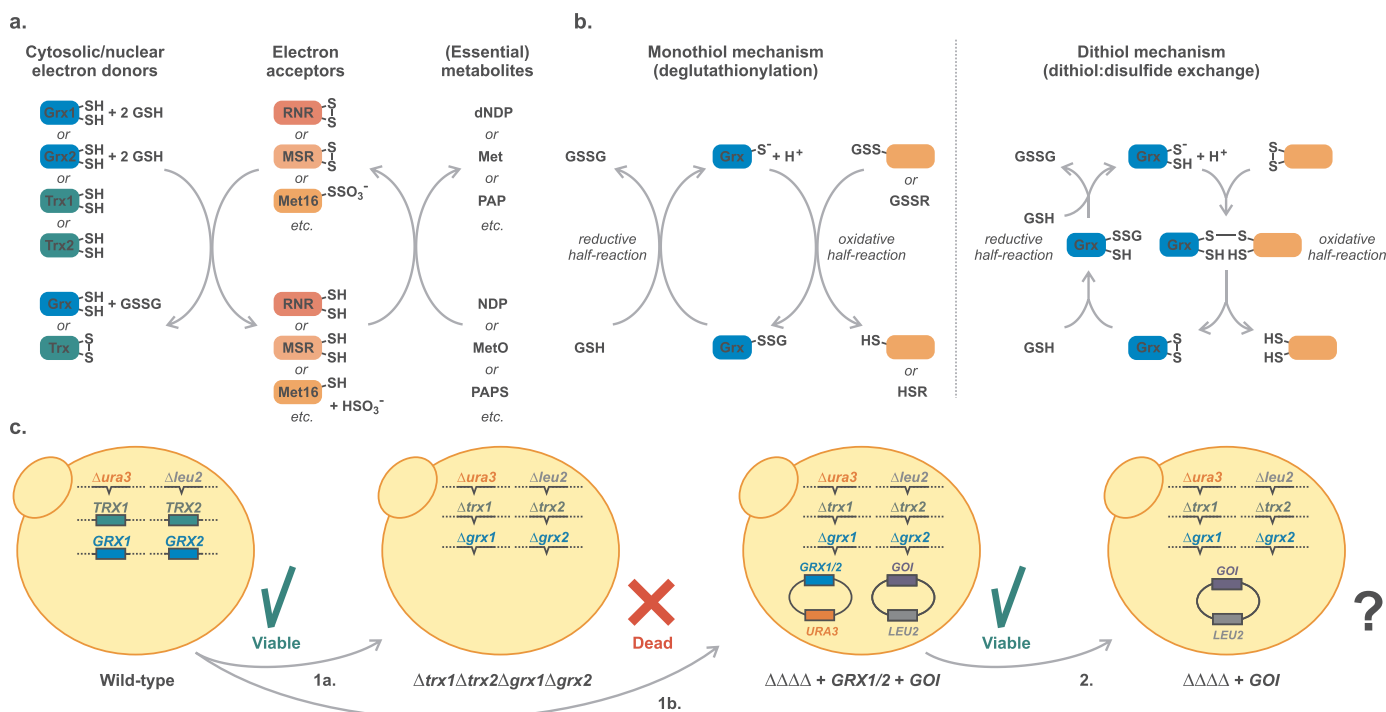 a.
Cytosolic/nuclear
electron donors
Electron
acceptors
(Essential)
metabolites
Grx1 SH SH + 2 GSH
or
Grx2 SH SH + 2 GSH
or
Trx1 SH SH
or
Trx2 SH SH
Grx SH SH + GSSG
or
Trx S S
RNR S S
or
MSR S S
or
Met16 SSO₃⁻
etc.
RNR SH SH
or
MSR SH SH
or
Met16 SH
+ HSO₃⁻
etc.
dNDP
or
Met
or
PAP
etc.
NDP
or
MetO
or
PAPS
etc.
b.
Monothiol mechanism
(deglutathionylation)
GSSG
Grx S⁻ + H⁺
GSS
or
GSSR
reductive
half-reaction
oxidative
half-reaction
GSH
Grx SSG
HS
or
HSR
Dithiol mechanism
(dithiol:disulfide exchange)
GSSG
Grx S⁻ SH + H⁺
S S
GSH
reductive
half-reaction
Grx SSG SH
Grx S S SH HS
oxidative
half-reaction
GSH
Grx S S
HS HS
c.
Δura3 Δleu2
TRX1 TRX2
GRX1 GRX2
Viable
Wild-type
1a.
Δura3 Δleu2
Δtrx1 Δtrx2
Δgrx1 Δgrx2
Dead
Δtrx1Δtrx2Δgrx1Δgrx2
1b.
Δura3 Δleu2
Δtrx1 Δtrx2
Δgrx1 Δgrx2
GRX1/2 GOI
URA3 LEU2
Viable
ΔΔΔΔ + GRX1/2 + GOI
2.
Δura3 Δleu2
Δtrx1 Δtrx2
Δgrx1 Δgrx2
GOI
LEU2
?
ΔΔΔΔ + GOI